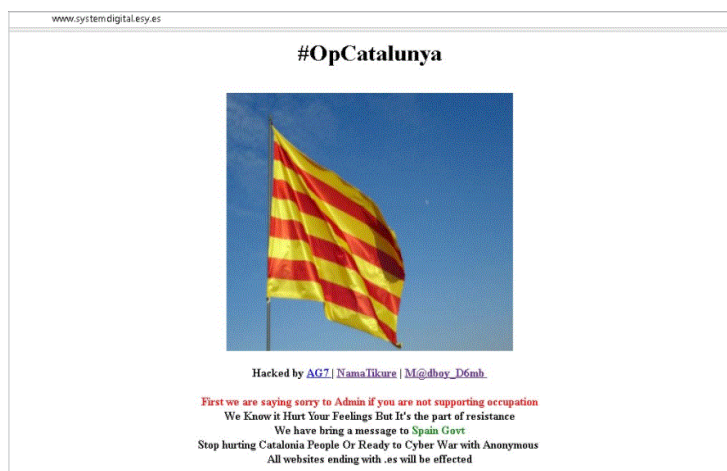 www.systemdigital.esy.es
#OpCatalunya
Hacked by AG7 | NamaTikure | M@dboy_D6mb
First we are saying sorry to Admin if you are not supporting occupation
We Know it Hurt Your Feelings But It's the part of resistance
We have bring a message to Spain Govt
Stop hurting Catalonia People Or Ready to Cyber War with Anonymous
All websites ending with .es will be effected